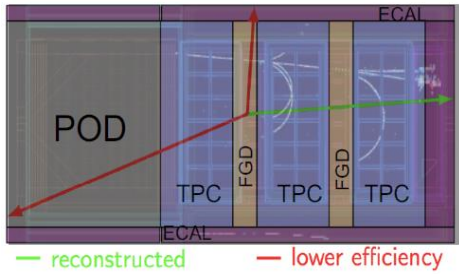 ECAL
POD
FGD
FGD
TPC
TPC
TPC
ECAL
reconstructed
lower efficiency